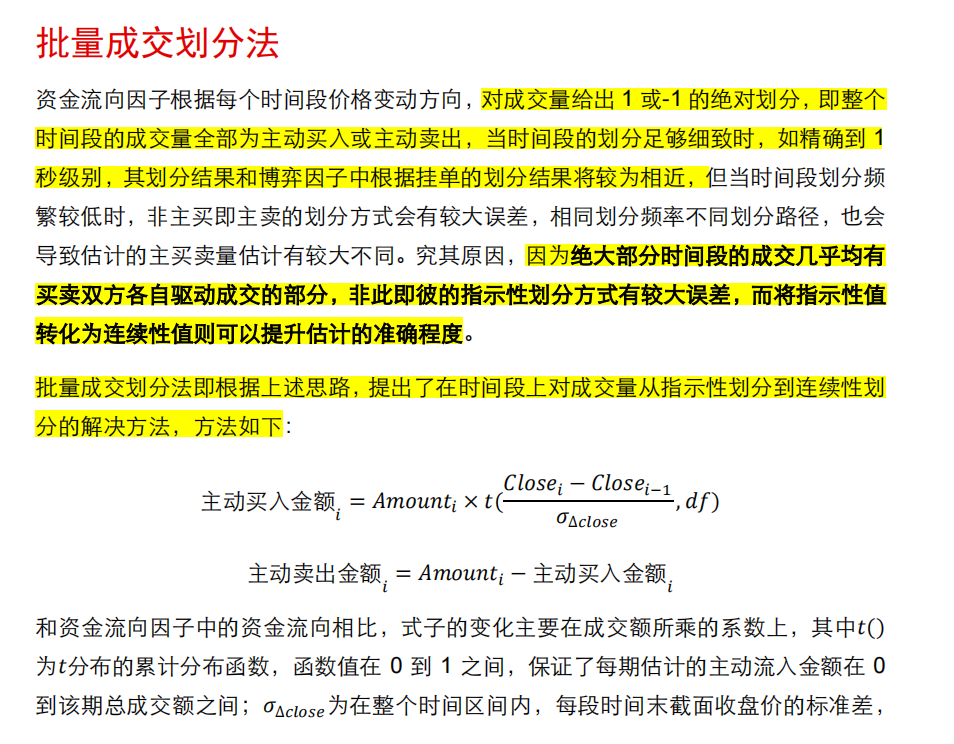 批量成交划分法
资金流向因子根据每个时间段价格变动方向，对成交量给出 1 或-1 的绝对划分，即整个
时间段的成交量全部为主动买入或主动卖出，当时间段的划分足够细致时，如精确到 1
秒级别，其划分结果和博弈因子中根据挂单的划分结果将较为相近，但当时间段划分频
繁较低时，非主买即主卖的划分方式会有较大误差，相同划分频率不同划分路径，也会
导致估计的主买卖量估计有较大不同。究其原因，因为绝大部分时间段的成交几乎均有
买卖双方各自驱动成交的部分，非此即彼的指示性划分方式有较大误差，而将指示性值
转化为连续性值则可以提升估计的准确程度。
批量成交划分法即根据上述思路，提出了在时间段上对成交量从指示性划分到连续性划
分的解决方法，方法如下：
主动买入金额_i = Amount_i × t(\frac{Close_i − Close_{i−1}}{σ_{Δclose}}, df)
主动卖出金额_i = Amount_i − 主动买入金额_i
和资金流向因子中的资金流向相比，式子的变化主要在成交额所乘的系数上，其中t()
为t分布的累计分布函数，函数值在 0 到 1 之间，保证了每期估计的主动流入金额在 0
到该期总成交额之间；σ_{Δclose}为在整个时间区间内，每段时间末截面收盘价的标准差，